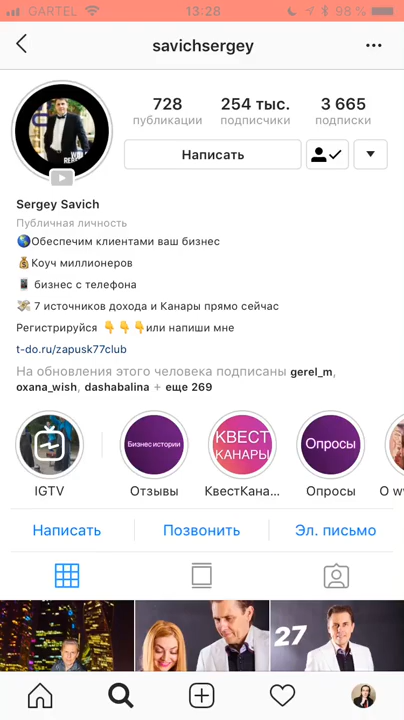 GARTEL 13:28 98 %
savichsergey
728 254 тыс. 3 665
публикации подписчики подписки
Написать
Sergey Savich
Публичная личность
🌎Обеспечим клиентами ваш бизнес
💰Коуч миллионеров
📱 бизнес с телефона
💸 7 источников дохода и Канары прямо сейчас
Регистрируйся 👇👇👇или напиши мне
t-do.ru/zapusk77club
На обновления этого человека подписаны gerel_m,
oxana_wish, dashabalina + еще 269
Бизнес истории
КВЕСТ
КАНАРЫ
Опросы
IGTV Отзывы КвестКана... Опросы О w
Написать Позвонить Эл. письмо
27